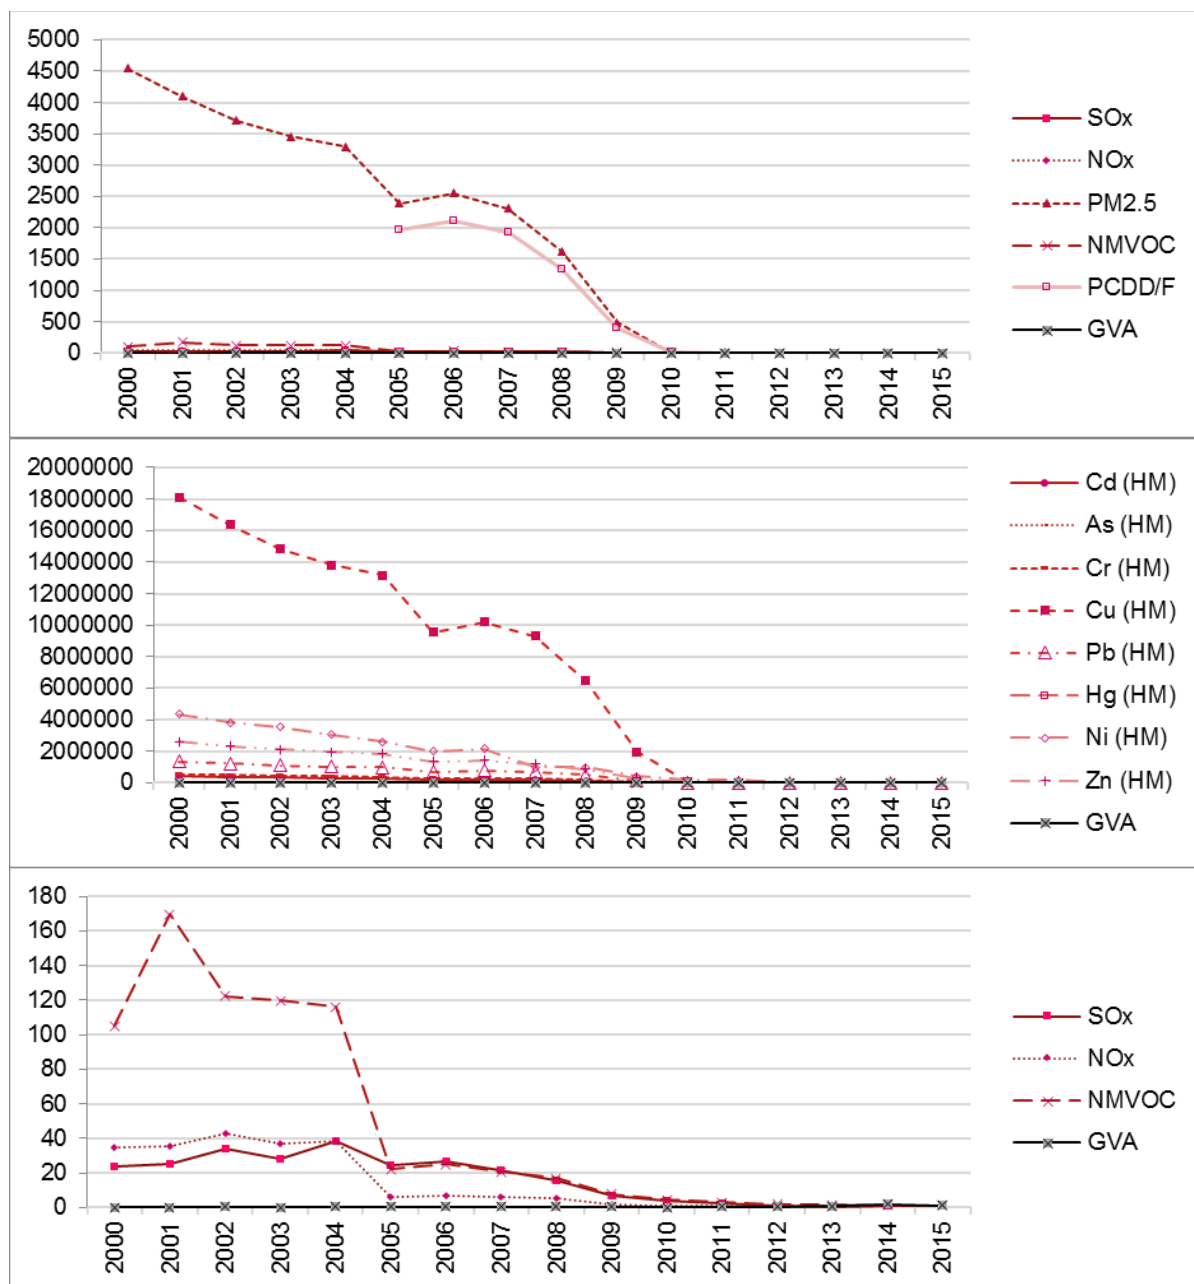 5000
4500
4000
3500
3000
2500
2000
1500
1000
500
0
2000 2001 2002 2003 2004 2005 2006 2007 2008 2009 2010 2011 2012 2013 2014 2015
SOx
NOx
PM2.5
NMVOC
PCDD/F
GVA
20000000
18000000
16000000
14000000
12000000
10000000
8000000
6000000
4000000
2000000
0
2000 2001 2002 2003 2004 2005 2006 2007 2008 2009 2010 2011 2012 2013 2014 2015
Cd (HM)
As (HM)
Cr (HM)
Cu (HM)
Pb (HM)
Hg (HM)
Ni (HM)
Zn (HM)
GVA
180
160
140
120
100
80
60
40
20
0
2000 2001 2002 2003 2004 2005 2006 2007 2008 2009 2010 2011 2012 2013 2014 2015
SOx
NOx
NMVOC
GVA